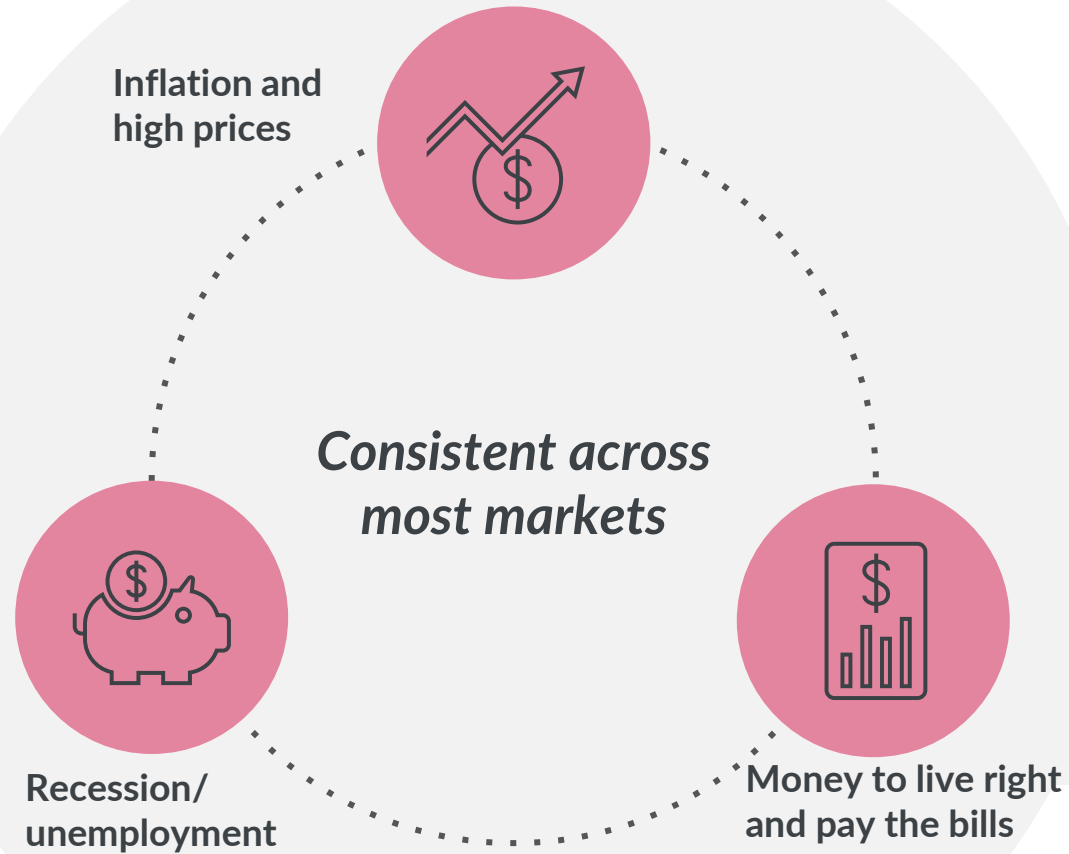 Inflation and
high prices
$
Consistent across
most markets
$
$
Recession/
unemployment
Money to live right
and pay the bills